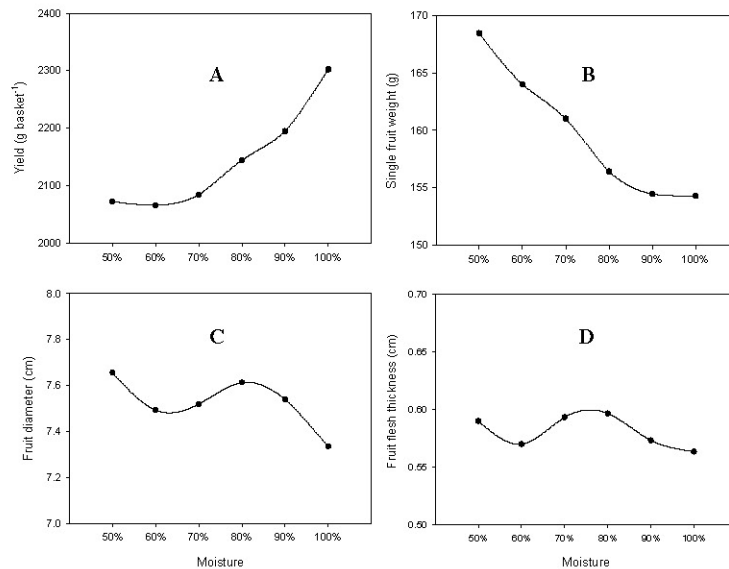 2400
2300
2200
2100
2000
Yield (g basket⁻¹)
A
50% 60% 70% 80% 90% 100%
170
165
160
155
150
Single fruit weight (g)
B
50% 60% 70% 80% 90% 100%
8.0
7.8
7.6
7.4
7.2
7.0
Fruit diameter (cm)
C
50% 60% 70% 80% 90% 100%
Moisture
0.70
0.65
0.60
0.55
0.50
Fruit flesh thickness (cm)
D
50% 60% 70% 80% 90% 100%
Moisture